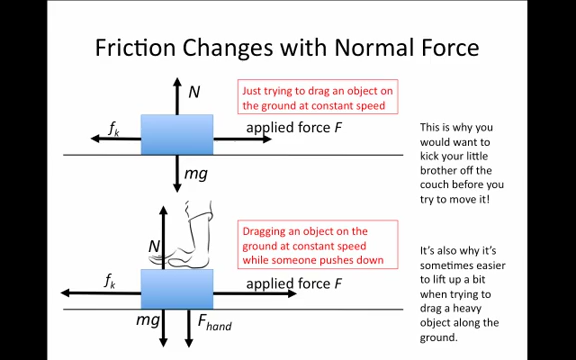 Friction Changes with Normal Force
N
Just trying to drag an object on
the ground at constant speed
fk
applied force F
mg
This is why you
would want to
kick your little
brother off the
couch before you
try to move it!
N
Dragging an object on the
ground at constant speed
while someone pushes down
fk
applied force F
mg
Fhand
It's also why it's
sometimes easier
to lift up a bit
when trying to
drag a heavy
object along the
ground.